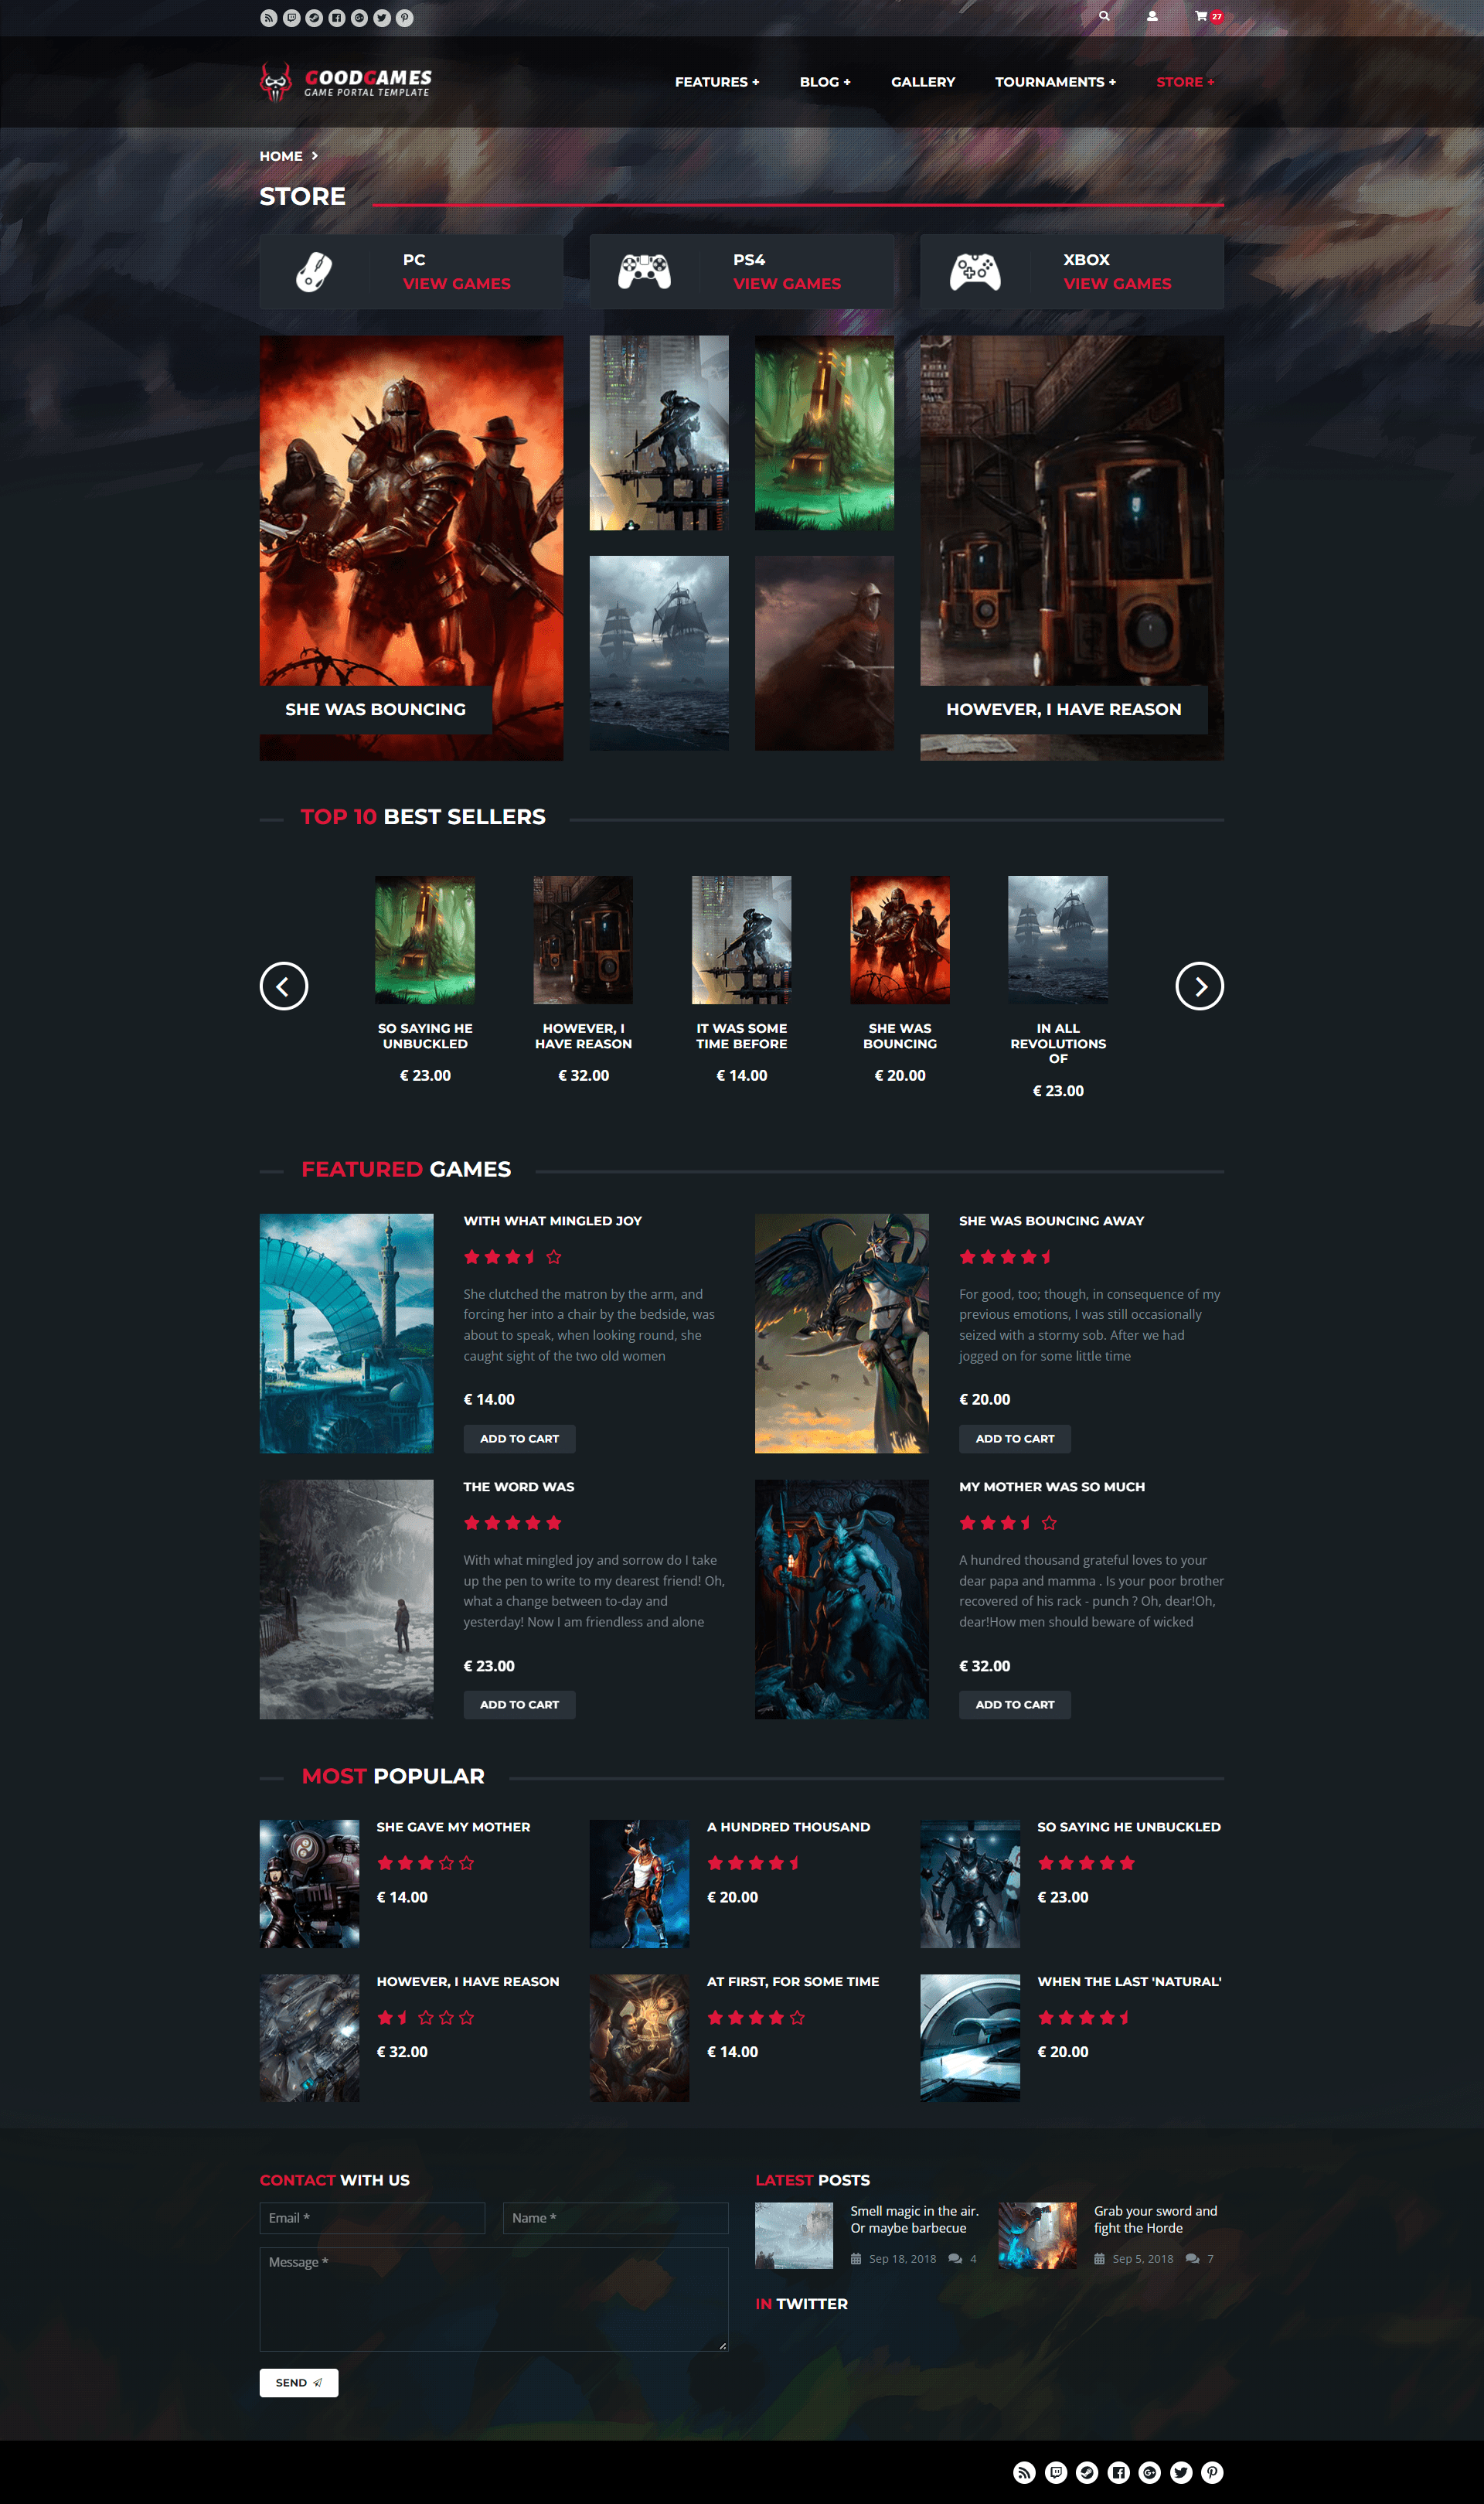 27
GOODGAMES
GAME PORTAL TEMPLATE
FEATURES +
BLOG +
GALLERY
TOURNAMENTS +
STORE +
HOME
STORE
PC
VIEW GAMES
PS4
VIEW GAMES
XBOX
VIEW GAMES
SHE WAS BOUNCING
HOWEVER, I HAVE REASON
TOP 10 BEST SELLERS
SO SAYING HE
UNBUCKLED
€ 23.00
HOWEVER, I
HAVE REASON
€ 32.00
IT WAS SOME
TIME BEFORE
€ 14.00
SHE WAS
BOUNCING
€ 20.00
IN ALL
REVOLUTIONS
OF
€ 23.00
FEATURED GAMES
WITH WHAT MINGLED JOY
She clutched the matron by the arm, and
forcing her into a chair by the bedside, was
about to speak, when looking round, she
caught sight of the two old women
€ 14.00
ADD TO CART
SHE WAS BOUNCING AWAY
For good, too; though, in consequence of my
previous emotions, I was still occasionally
seized with a stormy sob. After we had
jogged on for some little time
€ 20.00
ADD TO CART
THE WORD WAS
With what mingled joy and sorrow do I take
up the pen to write to my dearest friend! Oh,
what a change between to-day and
yesterday! Now I am friendless and alone
€ 23.00
ADD TO CART
MY MOTHER WAS SO MUCH
A hundred thousand grateful loves to your
dear papa and mamma . Is your poor brother
recovered of his rack - punch ? Oh, dear!Oh,
dear!How men should beware of wicked
€ 32.00
ADD TO CART
MOST POPULAR
SHE GAVE MY MOTHER
€ 14.00
A HUNDRED THOUSAND
€ 20.00
SO SAYING HE UNBUCKLED
€ 23.00
HOWEVER, I HAVE REASON
€ 32.00
AT FIRST, FOR SOME TIME
€ 14.00
WHEN THE LAST 'NATURAL'
€ 20.00
CONTACT WITH US
Email *
Name *
Message *
SEND
LATEST POSTS
Smell magic in the air.
Or maybe barbecue
Sep 18, 2018 4
Grab your sword and
fight the Horde
Sep 5, 2018 7
IN TWITTER